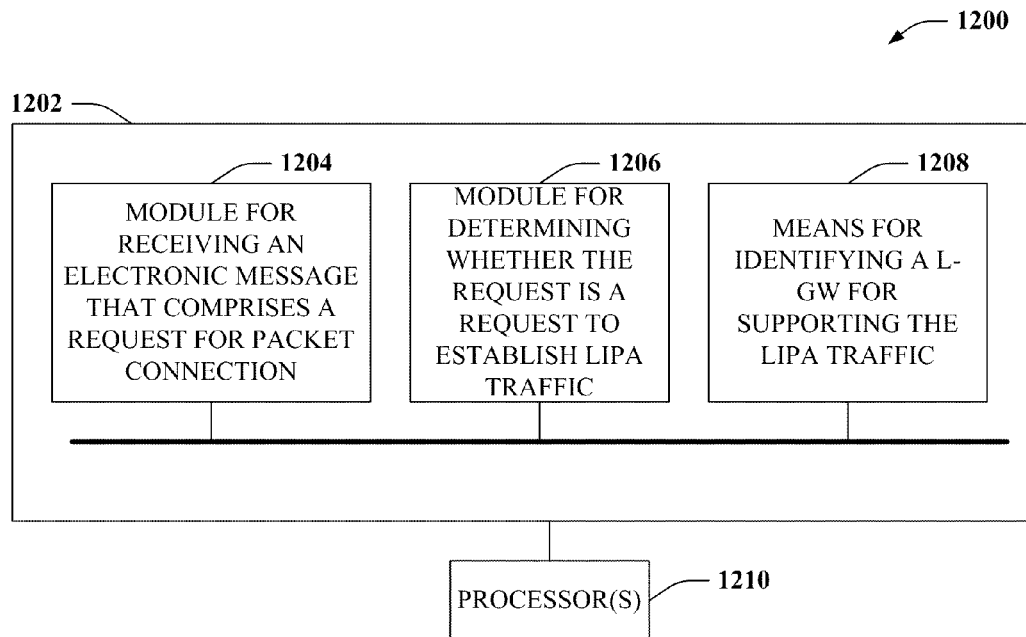 1200
1202
1204
1206
1208
MODULE FOR
RECEIVING AN
ELECTRONIC MESSAGE
THAT COMPRISES A
REQUEST FOR PACKET
CONNECTION
MODULE FOR
DETERMINING
WHETHER THE
REQUEST IS A
REQUEST TO
ESTABLISH LIPA
TRAFFIC
MEANS FOR
IDENTIFYING A L-
GW FOR
SUPPORTING THE
LIPA TRAFFIC
1210
PROCESSOR(S)